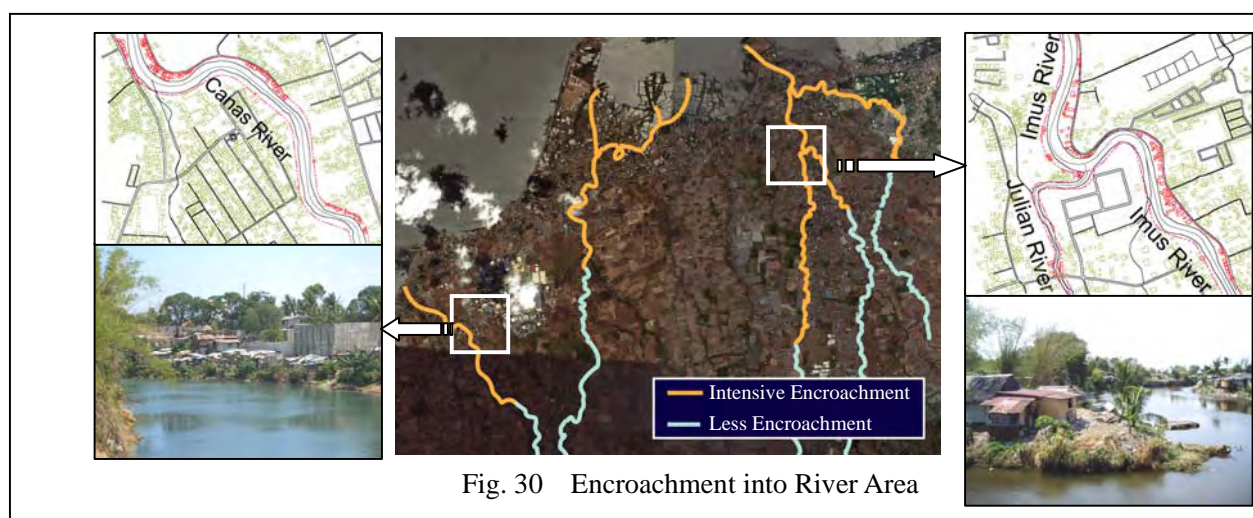 Canas River
Imus River
Julian River
Imus River
Intensive Encroachment
Less Encroachment
Fig. 30 Encroachment into River Area